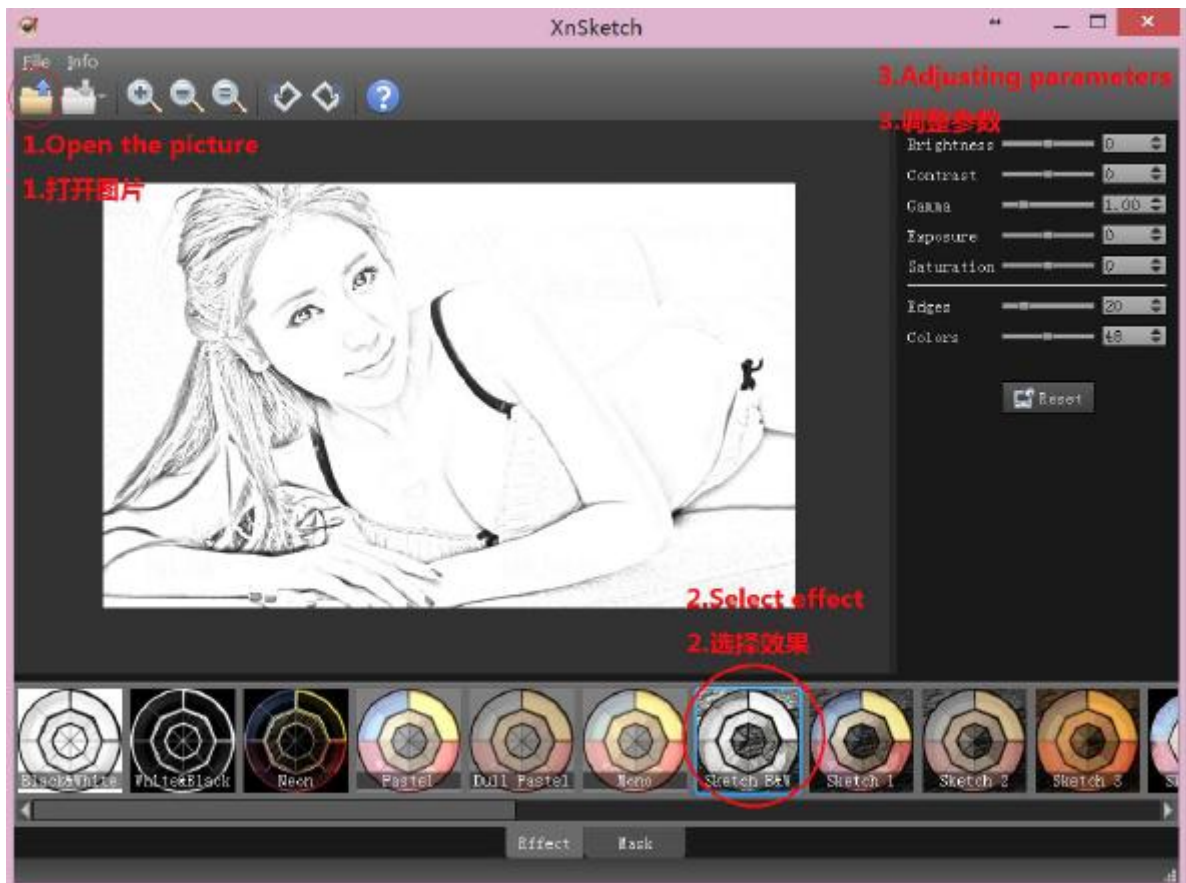 XnSketch
File Info
3.Adjusting parameters
3.调整参数
1.Open the picture
1.打开图片
Brightness 0
Contrast 0
Gamma 1.00
Exposure 0
Saturation 0
Edges 20
Colors 48
Reset
2.Select effect
2.选择效果
Black&White White&Black Neon Pastel Dull Pastel Mono Sketch B&W Sketch 1 Sketch 2 Sketch 3
Effect Mask